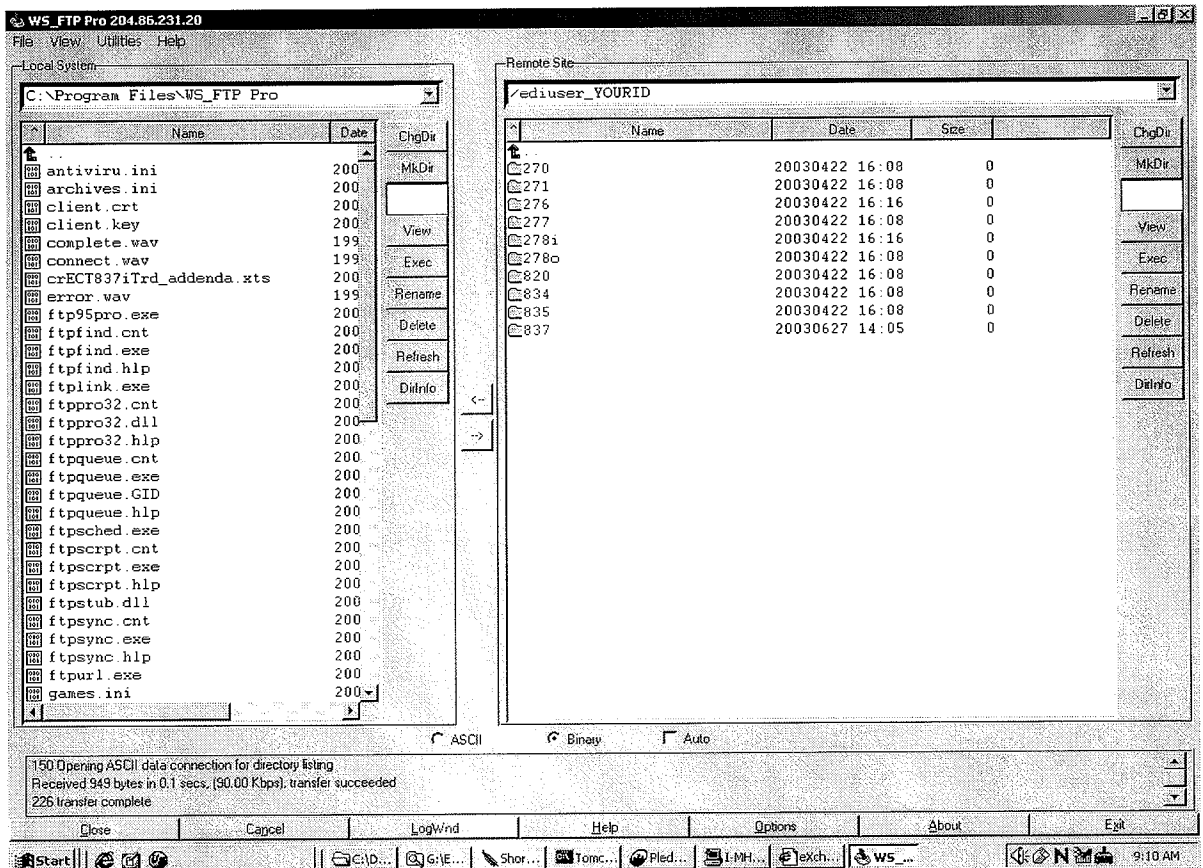 WS_FTP Pro 204.86.231.20
File View Utilities Help
Local System
C:\Program Files\WS_FTP Pro
^ Name Date
..
antiviru.ini 200
archives.ini 200
client.crt 200
client.key 200
complete.wav 199
connect.wav 199
crECT837iTrd_addenda.xts 200
error.wav 199
ftp95pro.exe 200
ftpfind.cnt 200
ftpfind.exe 200
ftpfind.hlp 200
ftplink.exe 200
ftppro32.cnt 200
ftppro32.dll 200
ftppro32.hlp 200
ftpqueue.cnt 200
ftpqueue.exe 200
ftpqueue.GID 200
ftpqueue.hlp 200
ftpsched.exe 200
ftpscrpt.cnt 200
ftpscrpt.exe 200
ftpscrpt.hlp 200
ftpstub.dll 200
ftpsync.cnt 200
ftpsync.exe 200
ftpsync.hlp 200
ftpurl.exe 200
games.ini 200
ChgDir
MkDir
View
Exec
Rename
Delete
Refresh
DirInfo
<--
-->
Remote Site
/ediuser_YOURID
^ Name Date Size
..
270 20030422 16:08 0
271 20030422 16:08 0
276 20030422 16:16 0
277 20030422 16:08 0
278i 20030422 16:16 0
278o 20030422 16:08 0
820 20030422 16:08 0
834 20030422 16:08 0
835 20030422 16:08 0
837 20030627 14:05 0
ChgDir
MkDir
View
Exec
Rename
Delete
Refresh
DirInfo
ASCII Binary Auto
150 Opening ASCII data connection for directory listing
Received 949 bytes in 0.1 secs, (90.00 Kbps), transfer succeeded
226 transfer complete
Close Cancel LogWnd Help Options About Exit
Start C:\D... G:\E... Shor... Tomc... Pled... I-MH... eXch... WS_... 9:10 AM